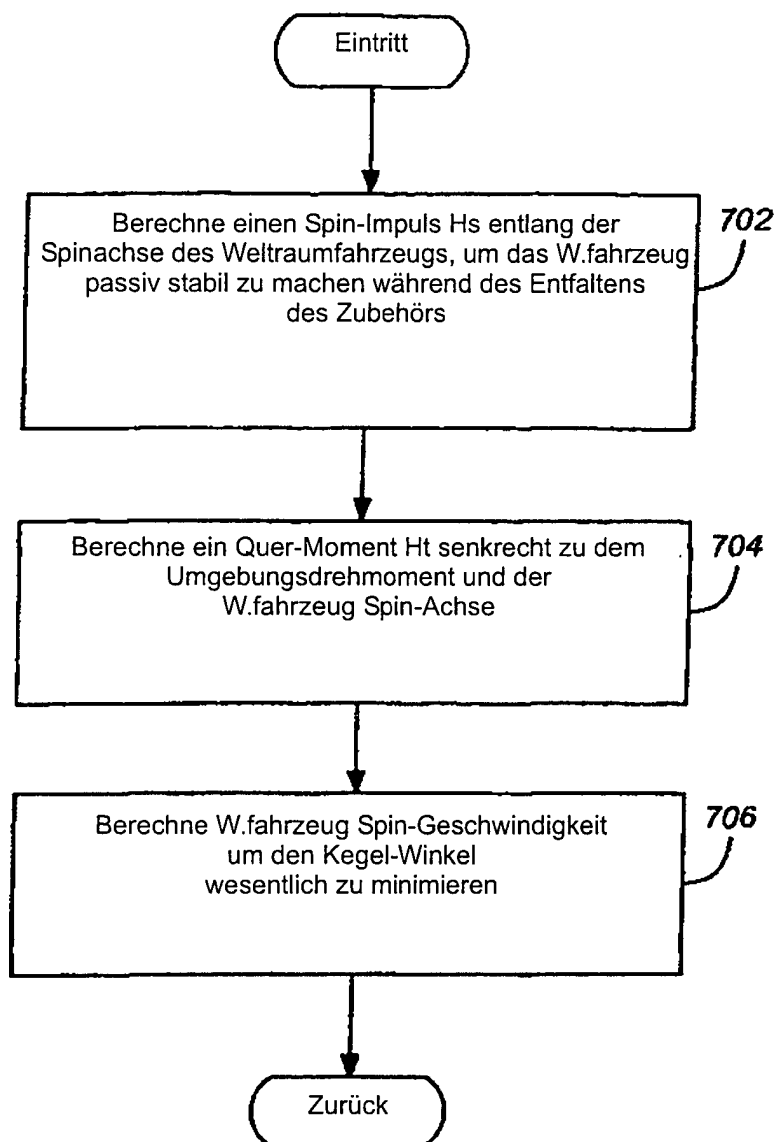 Eintritt
Berechne einen Spin-Impuls Hs entlang der
Spinachse des Weltraumfahrzeugs, um das W.fahrzeug
passiv stabil zu machen während des Entfaltens
des Zubehörs
702
Berechne ein Quer-Moment Ht senkrecht zu dem
Umgebungsdrehmoment und der
W.fahrzeug Spin-Achse
704
Berechne W.fahrzeug Spin-Geschwindigkeit
um den Kegel-Winkel
wesentlich zu minimieren
706
Zurück